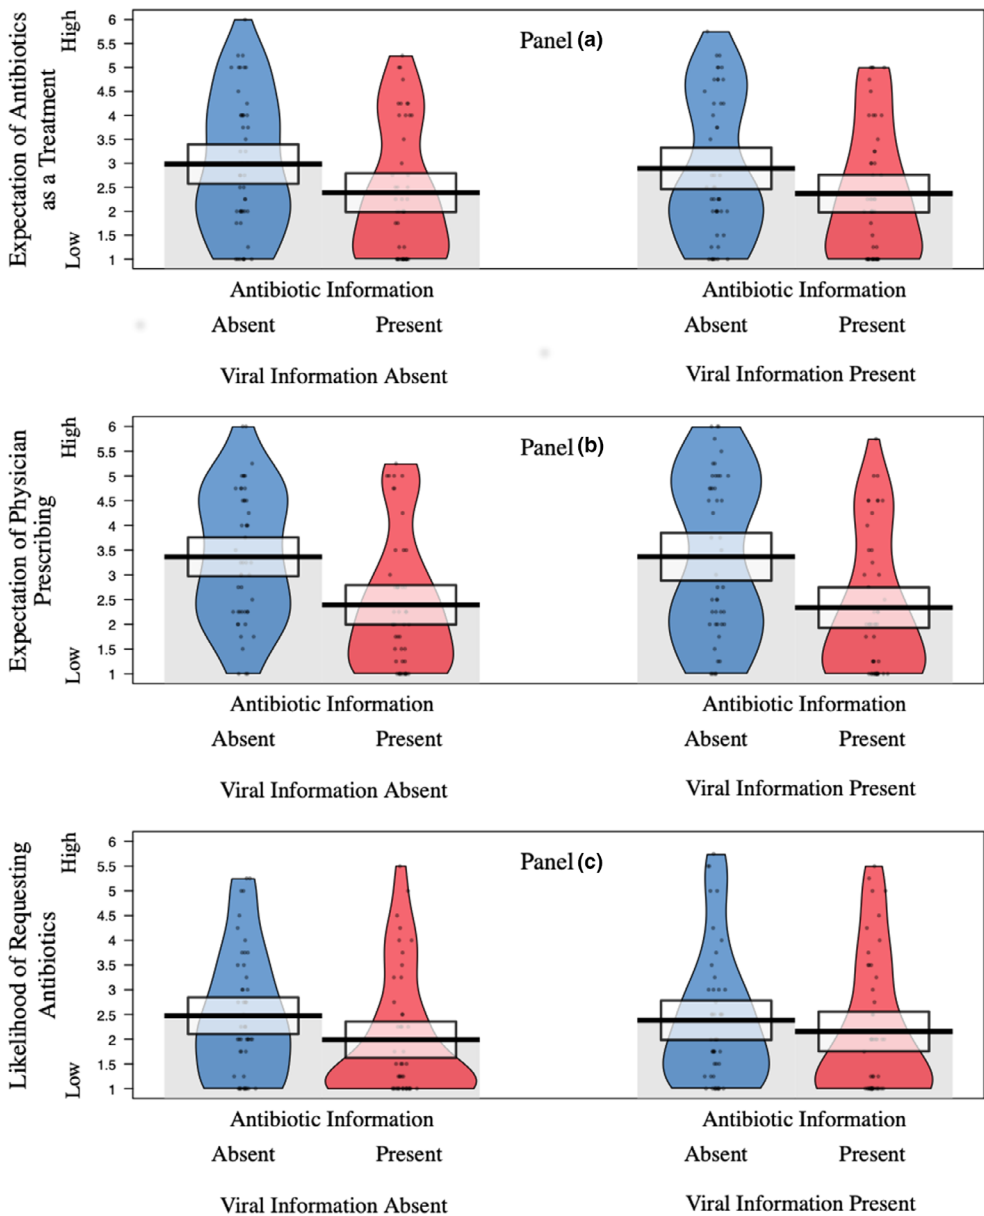 Expectation of Antibiotics
as a Treatment
Low
High
6
5.5
5
4.5
4
3.5
3
2.5
2
1.5
1
Panel (a)
Antibiotic Information
Antibiotic Information
Absent
Present
Absent
Present
Viral Information Absent
Viral Information Present
Expectation of Physician
Prescribing
Low
High
6
5.5
5
4.5
4
3.5
3
2.5
2
1.5
1
Panel (b)
Antibiotic Information
Antibiotic Information
Absent
Present
Absent
Present
Viral Information Absent
Viral Information Present
Likelihood of Requesting
Antibiotics
Low
High
6
5.5
5
4.5
4
3.5
3
2.5
2
1.5
1
Panel (c)
Antibiotic Information
Antibiotic Information
Absent
Present
Absent
Present
Viral Information Absent
Viral Information Present